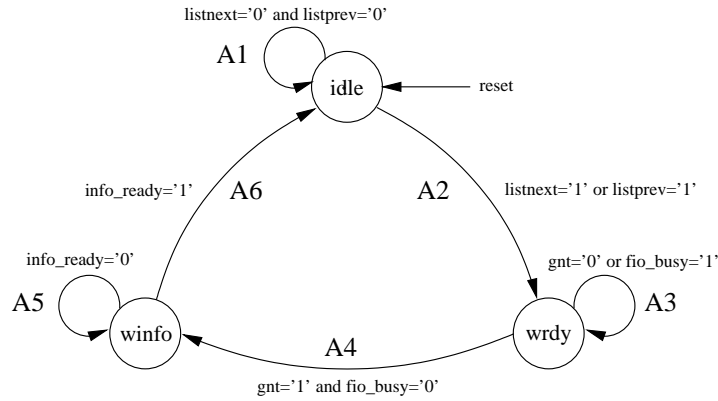 listnext='0' and listprev='0'
A1
idle
reset
info_ready='1'
A6
A2
listnext='1' or listprev='1'
info_ready='0'
gnt='0' or fio_busy='1'
A5
A3
winfo
wrdy
A4
gnt='1' and fio_busy='0'